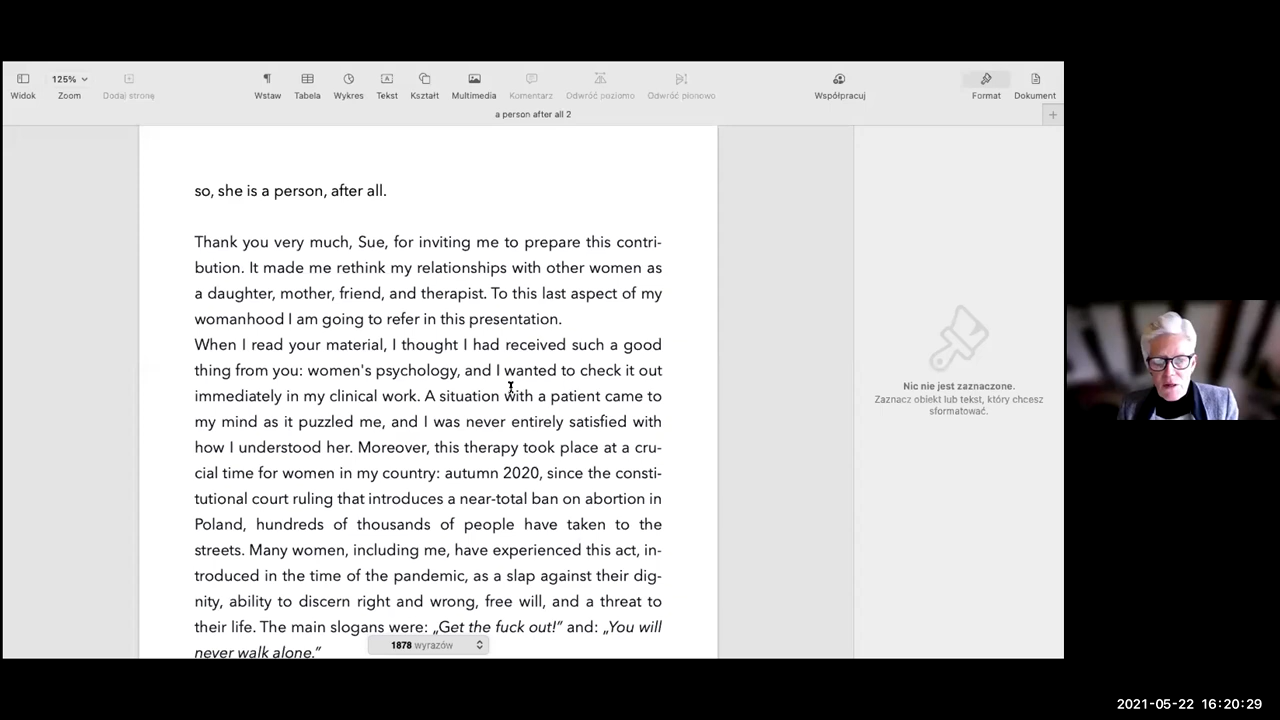 125%
Widok
Zoom
Dodaj stronę
Wstaw
Tabela
Wykres
Tekst
Kształt
Multimedia
Komentarz
Odwróć poziomo
Odwróć pionowo
Współpracuj
Format
Dokument
a person after all 2
so, she is a person, after all.
Thank you very much, Sue, for inviting me to prepare this contri-
bution. It made me rethink my relationships with other women as
a daughter, mother, friend, and therapist. To this last aspect of my
womanhood I am going to refer in this presentation.
When I read your material, I thought I had received such a good
thing from you: women's psychology, and I wanted to check it out
immediately in my clinical work. A situation with a patient came to
my mind as it puzzled me, and I was never entirely satisfied with
how I understood her. Moreover, this therapy took place at a cru-
cial time for women in my country: autumn 2020, since the consti-
tutional court ruling that introduces a near-total ban on abortion in
Poland, hundreds of thousands of people have taken to the
streets. Many women, including me, have experienced this act, in-
troduced in the time of the pandemic, as a slap against their dig-
nity, ability to discern right and wrong, free will, and a threat to
their life. The main slogans were: „Get the fuck out!” and: „You will
never walk alone.”
1878 wyrazów
Nic nie jest zaznaczone.
Zaznacz obiekt lub tekst, który chcesz
sformatować.
2021-05-22 16:20:29